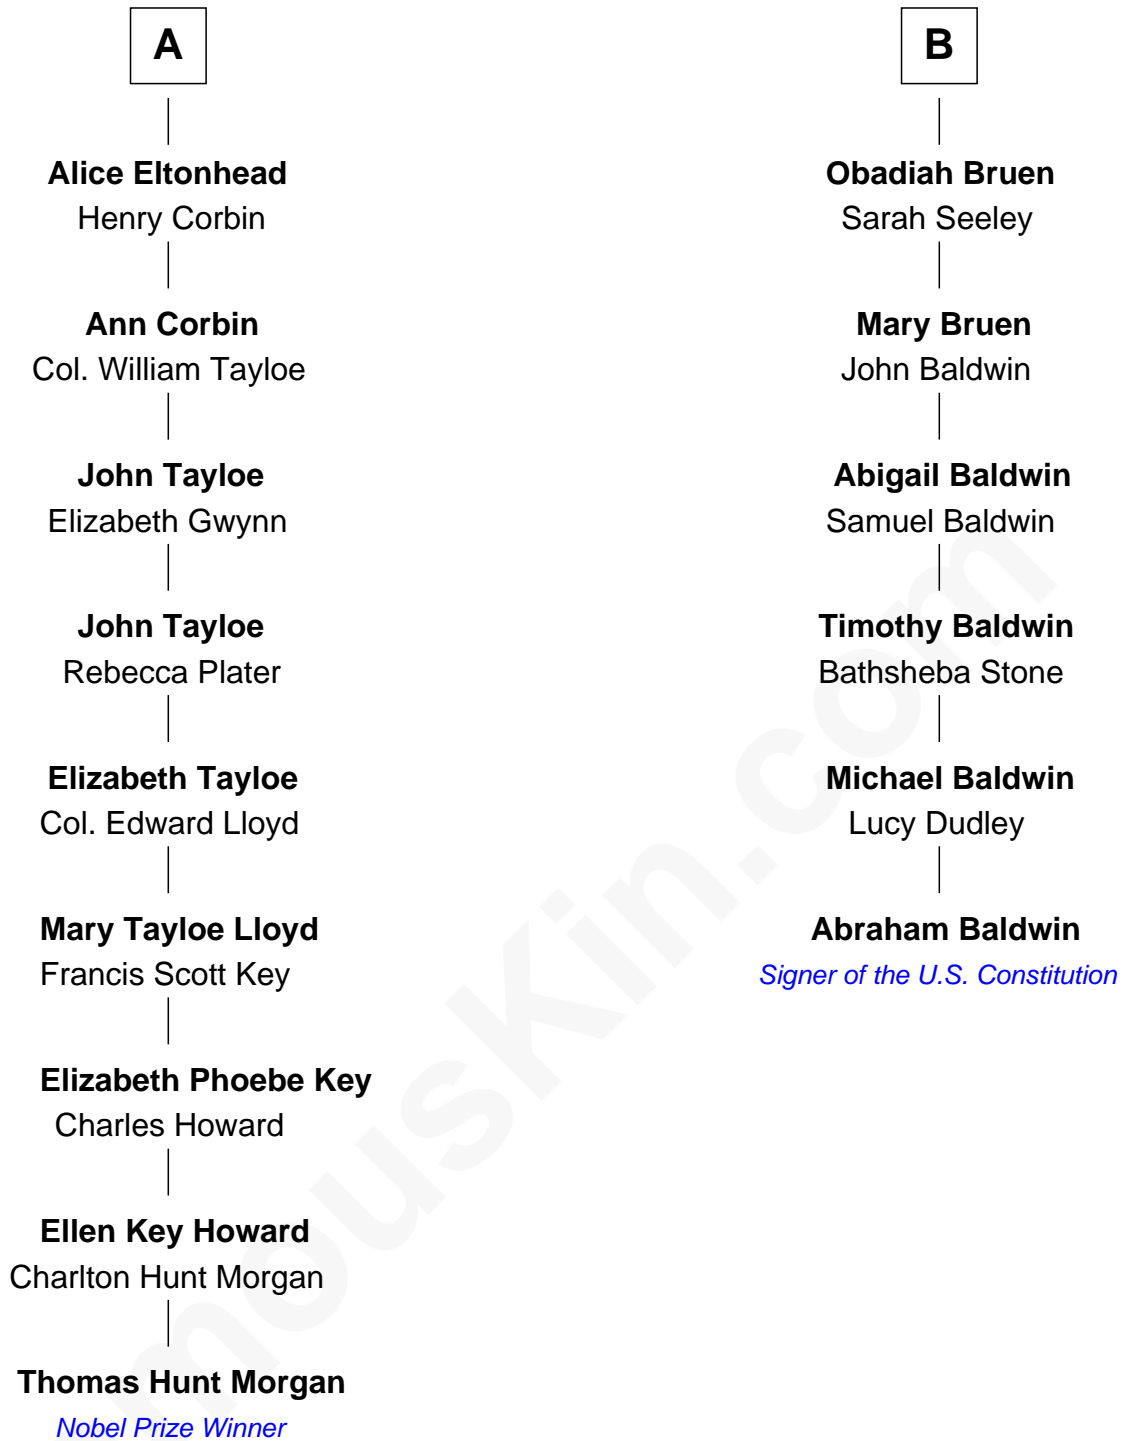 A
Alice Eltonhead
Henry Corbin
Ann Corbin
Col. William Tayloe
John Tayloe
Elizabeth Gwynn
John Tayloe
Rebecca Plater
Elizabeth Tayloe
Col. Edward Lloyd
Mary Tayloe Lloyd
Francis Scott Key
Elizabeth Phoebe Key
Charles Howard
Ellen Key Howard
Charlton Hunt Morgan
Thomas Hunt Morgan
Nobel Prize Winner
B
Obadiah Bruen
Sarah Seeley
Mary Bruen
John Baldwin
Abigail Baldwin
Samuel Baldwin
Timothy Baldwin
Bathsheba Stone
Michael Baldwin
Lucy Dudley
Abraham Baldwin
Signer of the U.S. Constitution
mousKin.com